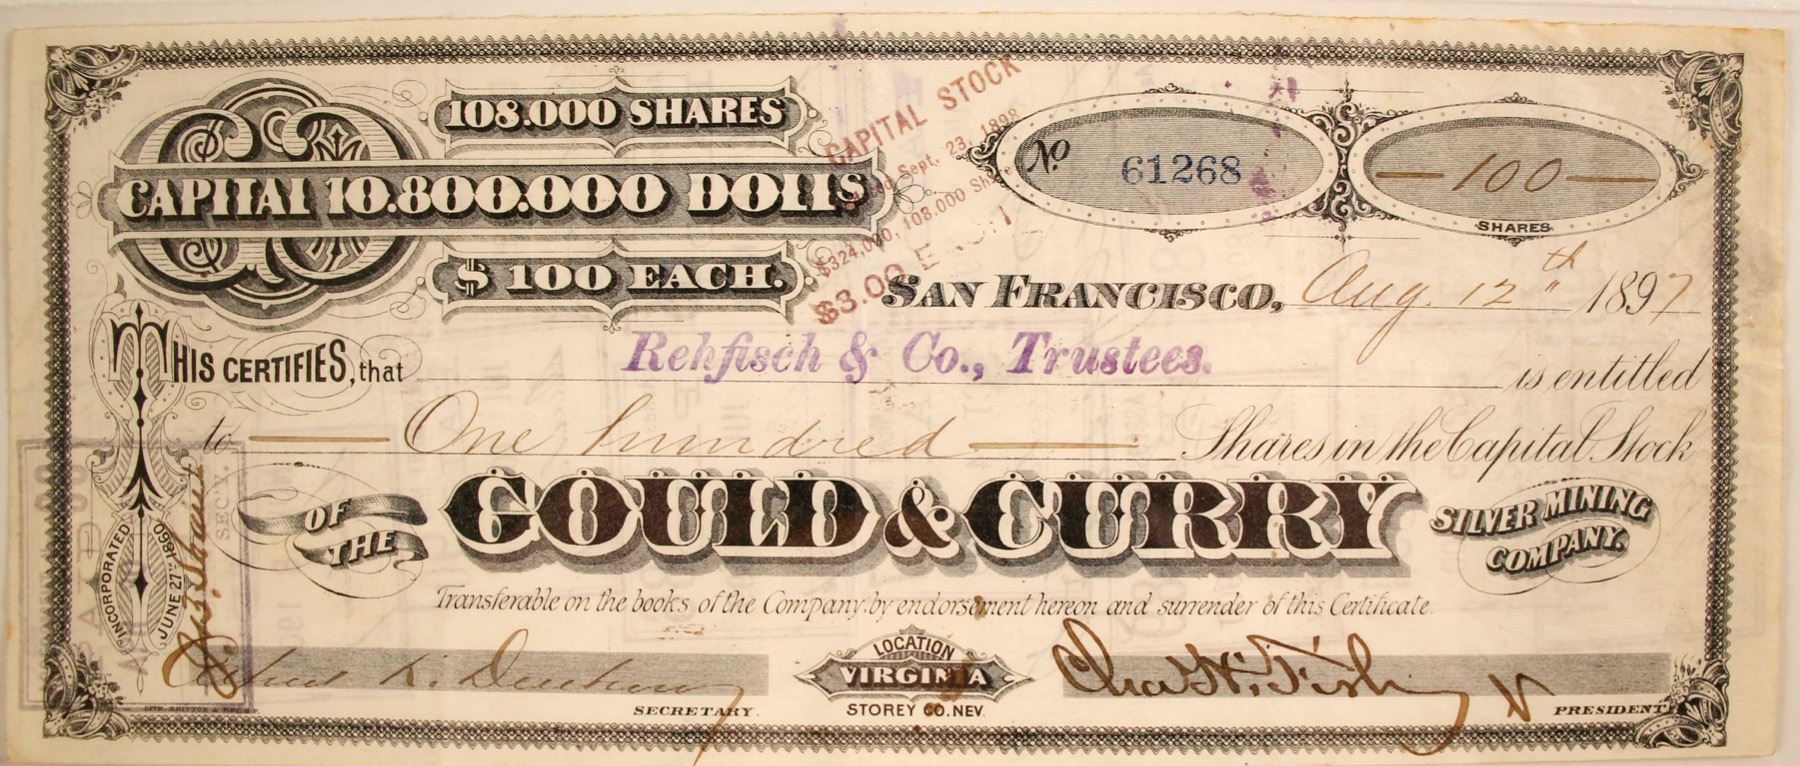 108.000 SHARES
CAPITAL 10.800.000 DOLLS
$ 100 EACH.
CAPITAL STOCK
Sept. 23, 1898
$324,000, 108,000
$3.00 E
No 61268
— 100 —
SHARES
SAN FRANCISCO, Aug. 12th 1897
THIS CERTIFIES, that Rehfisch & Co., Trustees. is entitled
to — One hundred — Shares in the Capital Stock
OF THE GOULD & CURRY SILVER MINING COMPANY.
INCORPORATED JUNE 27TH 1860
SEC'Y.
Transferable on the books of the Company, by endorsement hereon and surrender of this Certificate.
LOCATION
VIRGINIA
STOREY CO. NEV.
SECRETARY.
Chas H. Fish
V PRESIDENT